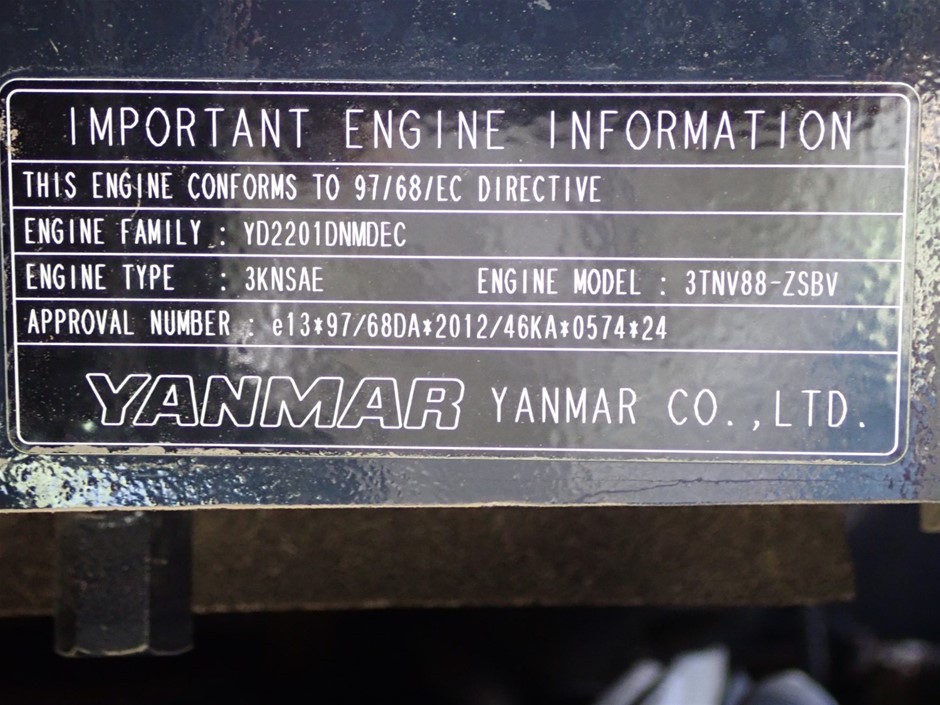 IMPORTANT ENGINE INFORMATION
THIS ENGINE CONFORMS TO 97/68/EC DIRECTIVE
ENGINE FAMILY : YD2201DNMDEC
ENGINE TYPE : 3KNSAE ENGINE MODEL : 3TNV88-ZSBV
APPROVAL NUMBER : e13*97/68DA*2012/46KA*0574*24
YANMAR YANMAR CO.,LTD.